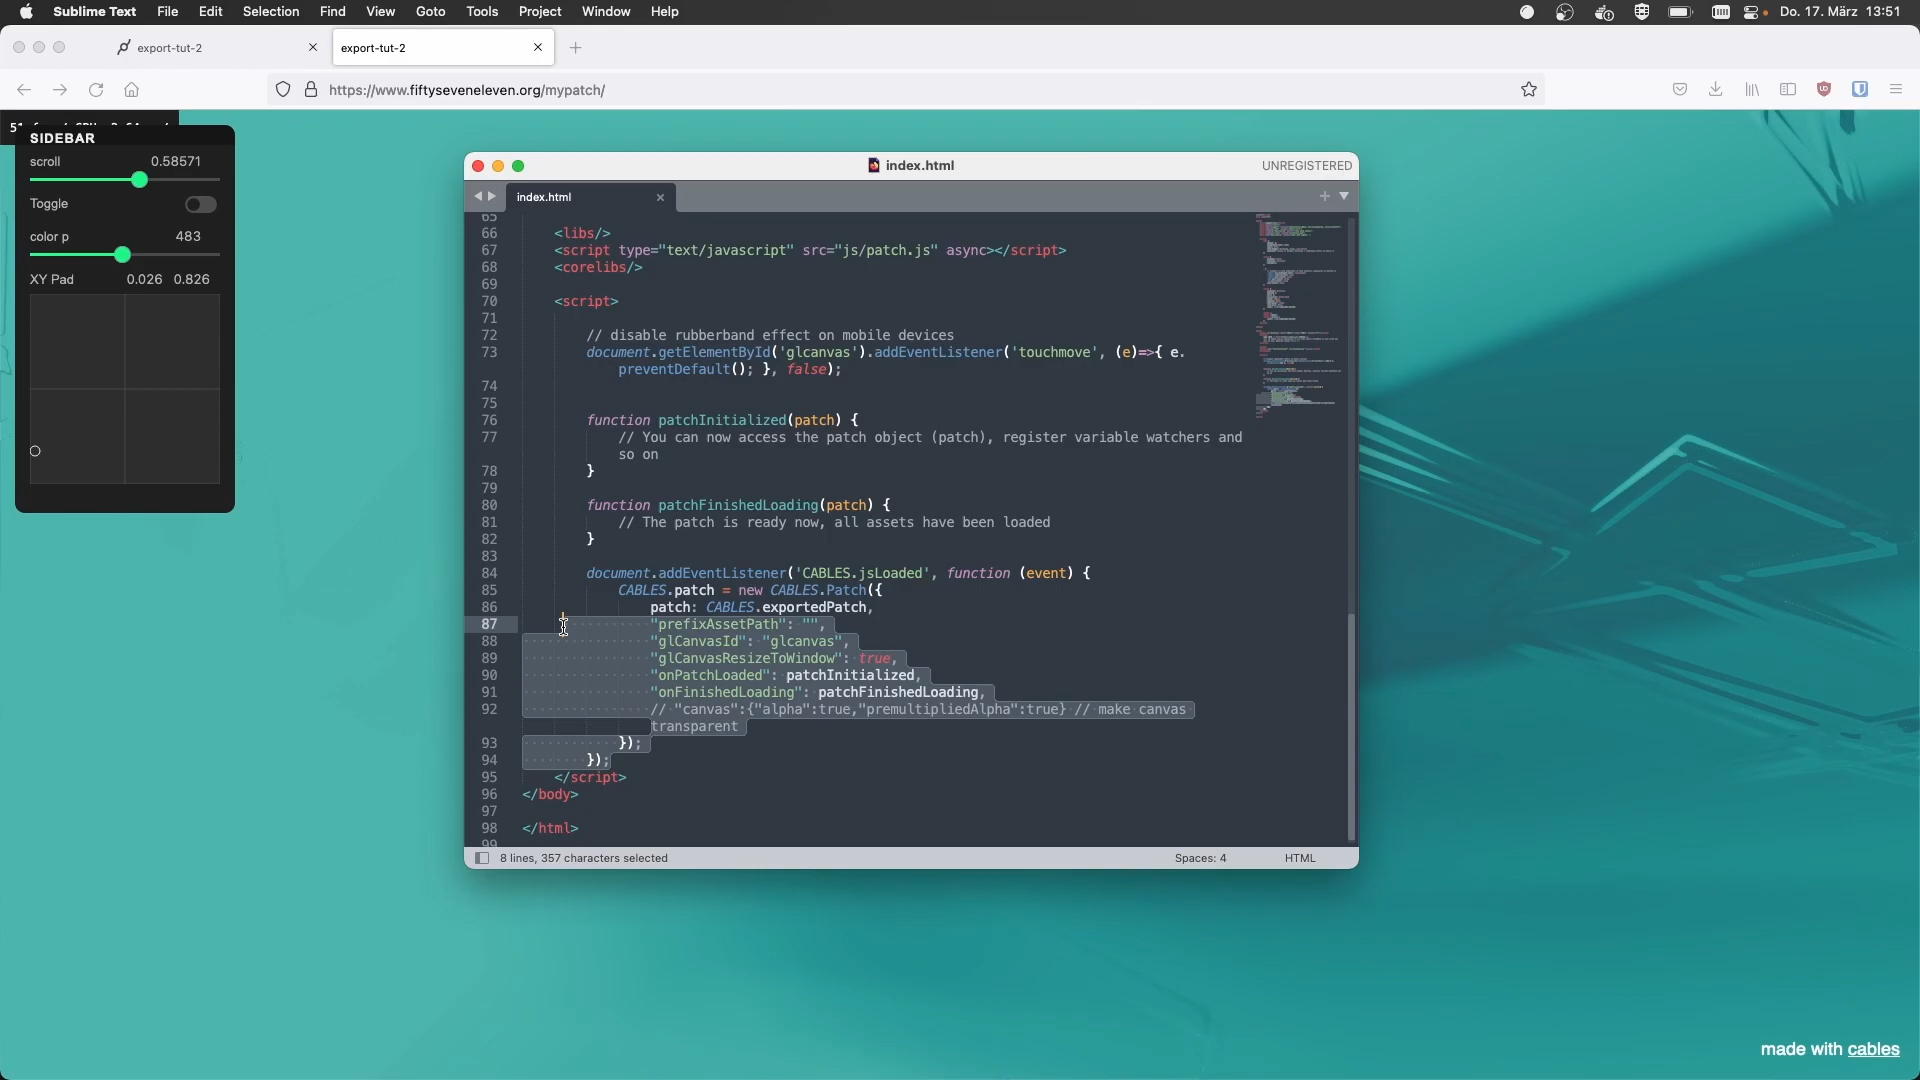 Sublime Text File Edit Selection Find View Goto Tools Project Window Help Do. 17. März 13:51
export-tut-2 export-tut-2
https://www.fiftyseveneleven.org/mypatch/
SIDEBAR
scroll 0.58571
Toggle
color p 483
XY Pad 0.026 0.826
index.html UNREGISTERED
index.html
65
66 <libs/>
67 <script type="text/javascript" src="js/patch.js" async></script>
68 <corelibs/>
69
70 <script>
71
72 // disable rubberband effect on mobile devices
73 document.getElementById('glcanvas').addEventListener('touchmove', (e)=>{ e.
preventDefault(); }, false);
74
75
76 function patchInitialized(patch) {
77 // You can now access the patch object (patch), register variable watchers and
so on
78 }
79
80 function patchFinishedLoading(patch) {
81 // The patch is ready now, all assets have been loaded
82 }
83
84 document.addEventListener('CABLES.jsLoaded', function (event) {
85 CABLES.patch = new CABLES.Patch({
86 patch: CABLES.exportedPatch,
87 "prefixAssetPath": "",
88 "glCanvasId": "glcanvas",
89 "glCanvasResizeToWindow": true,
90 "onPatchLoaded": patchInitialized,
91 "onFinishedLoading": patchFinishedLoading,
92 // "canvas":{"alpha":true,"premultipliedAlpha":true} // make canvas
transparent
93 });
94 });
95 </script>
96 </body>
97
98 </html>
99
8 lines, 357 characters selected Spaces: 4 HTML
made with cables